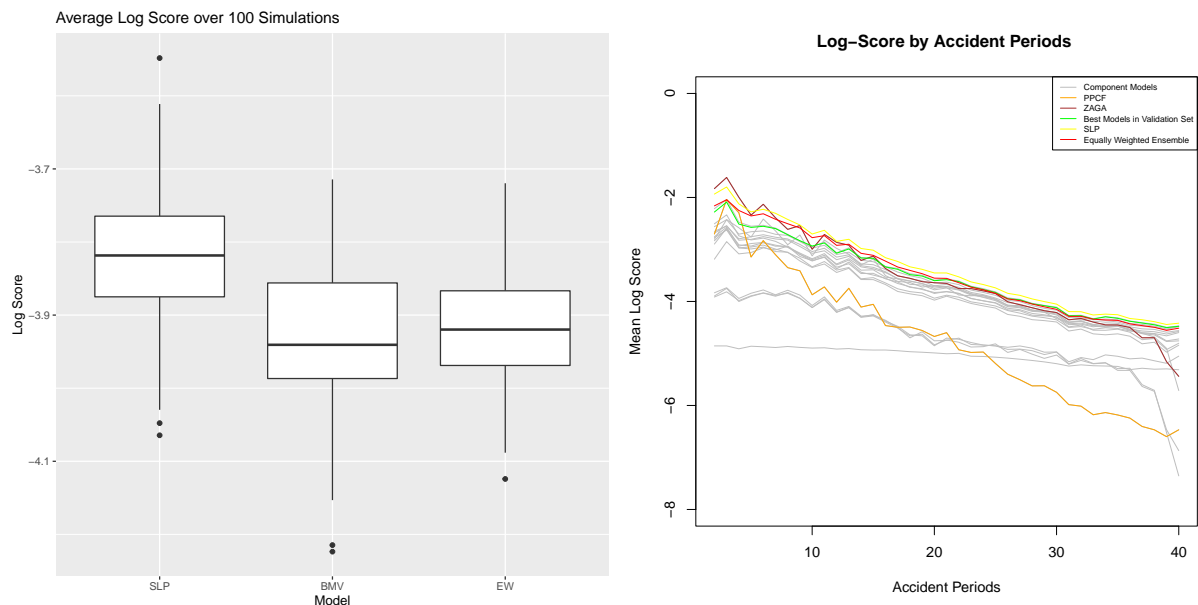 Average Log Score over 100 Simulations
Log Score
−3.7
−3.9
−4.1
SLP
BMV
EW
Model
Log−Score by Accident Periods
Mean Log Score
0
−2
−4
−6
−8
Component Models
PPCF
ZAGA
Best Models in Validation Set
SLP
Equally Weighted Ensemble
10
20
30
40
Accident Periods